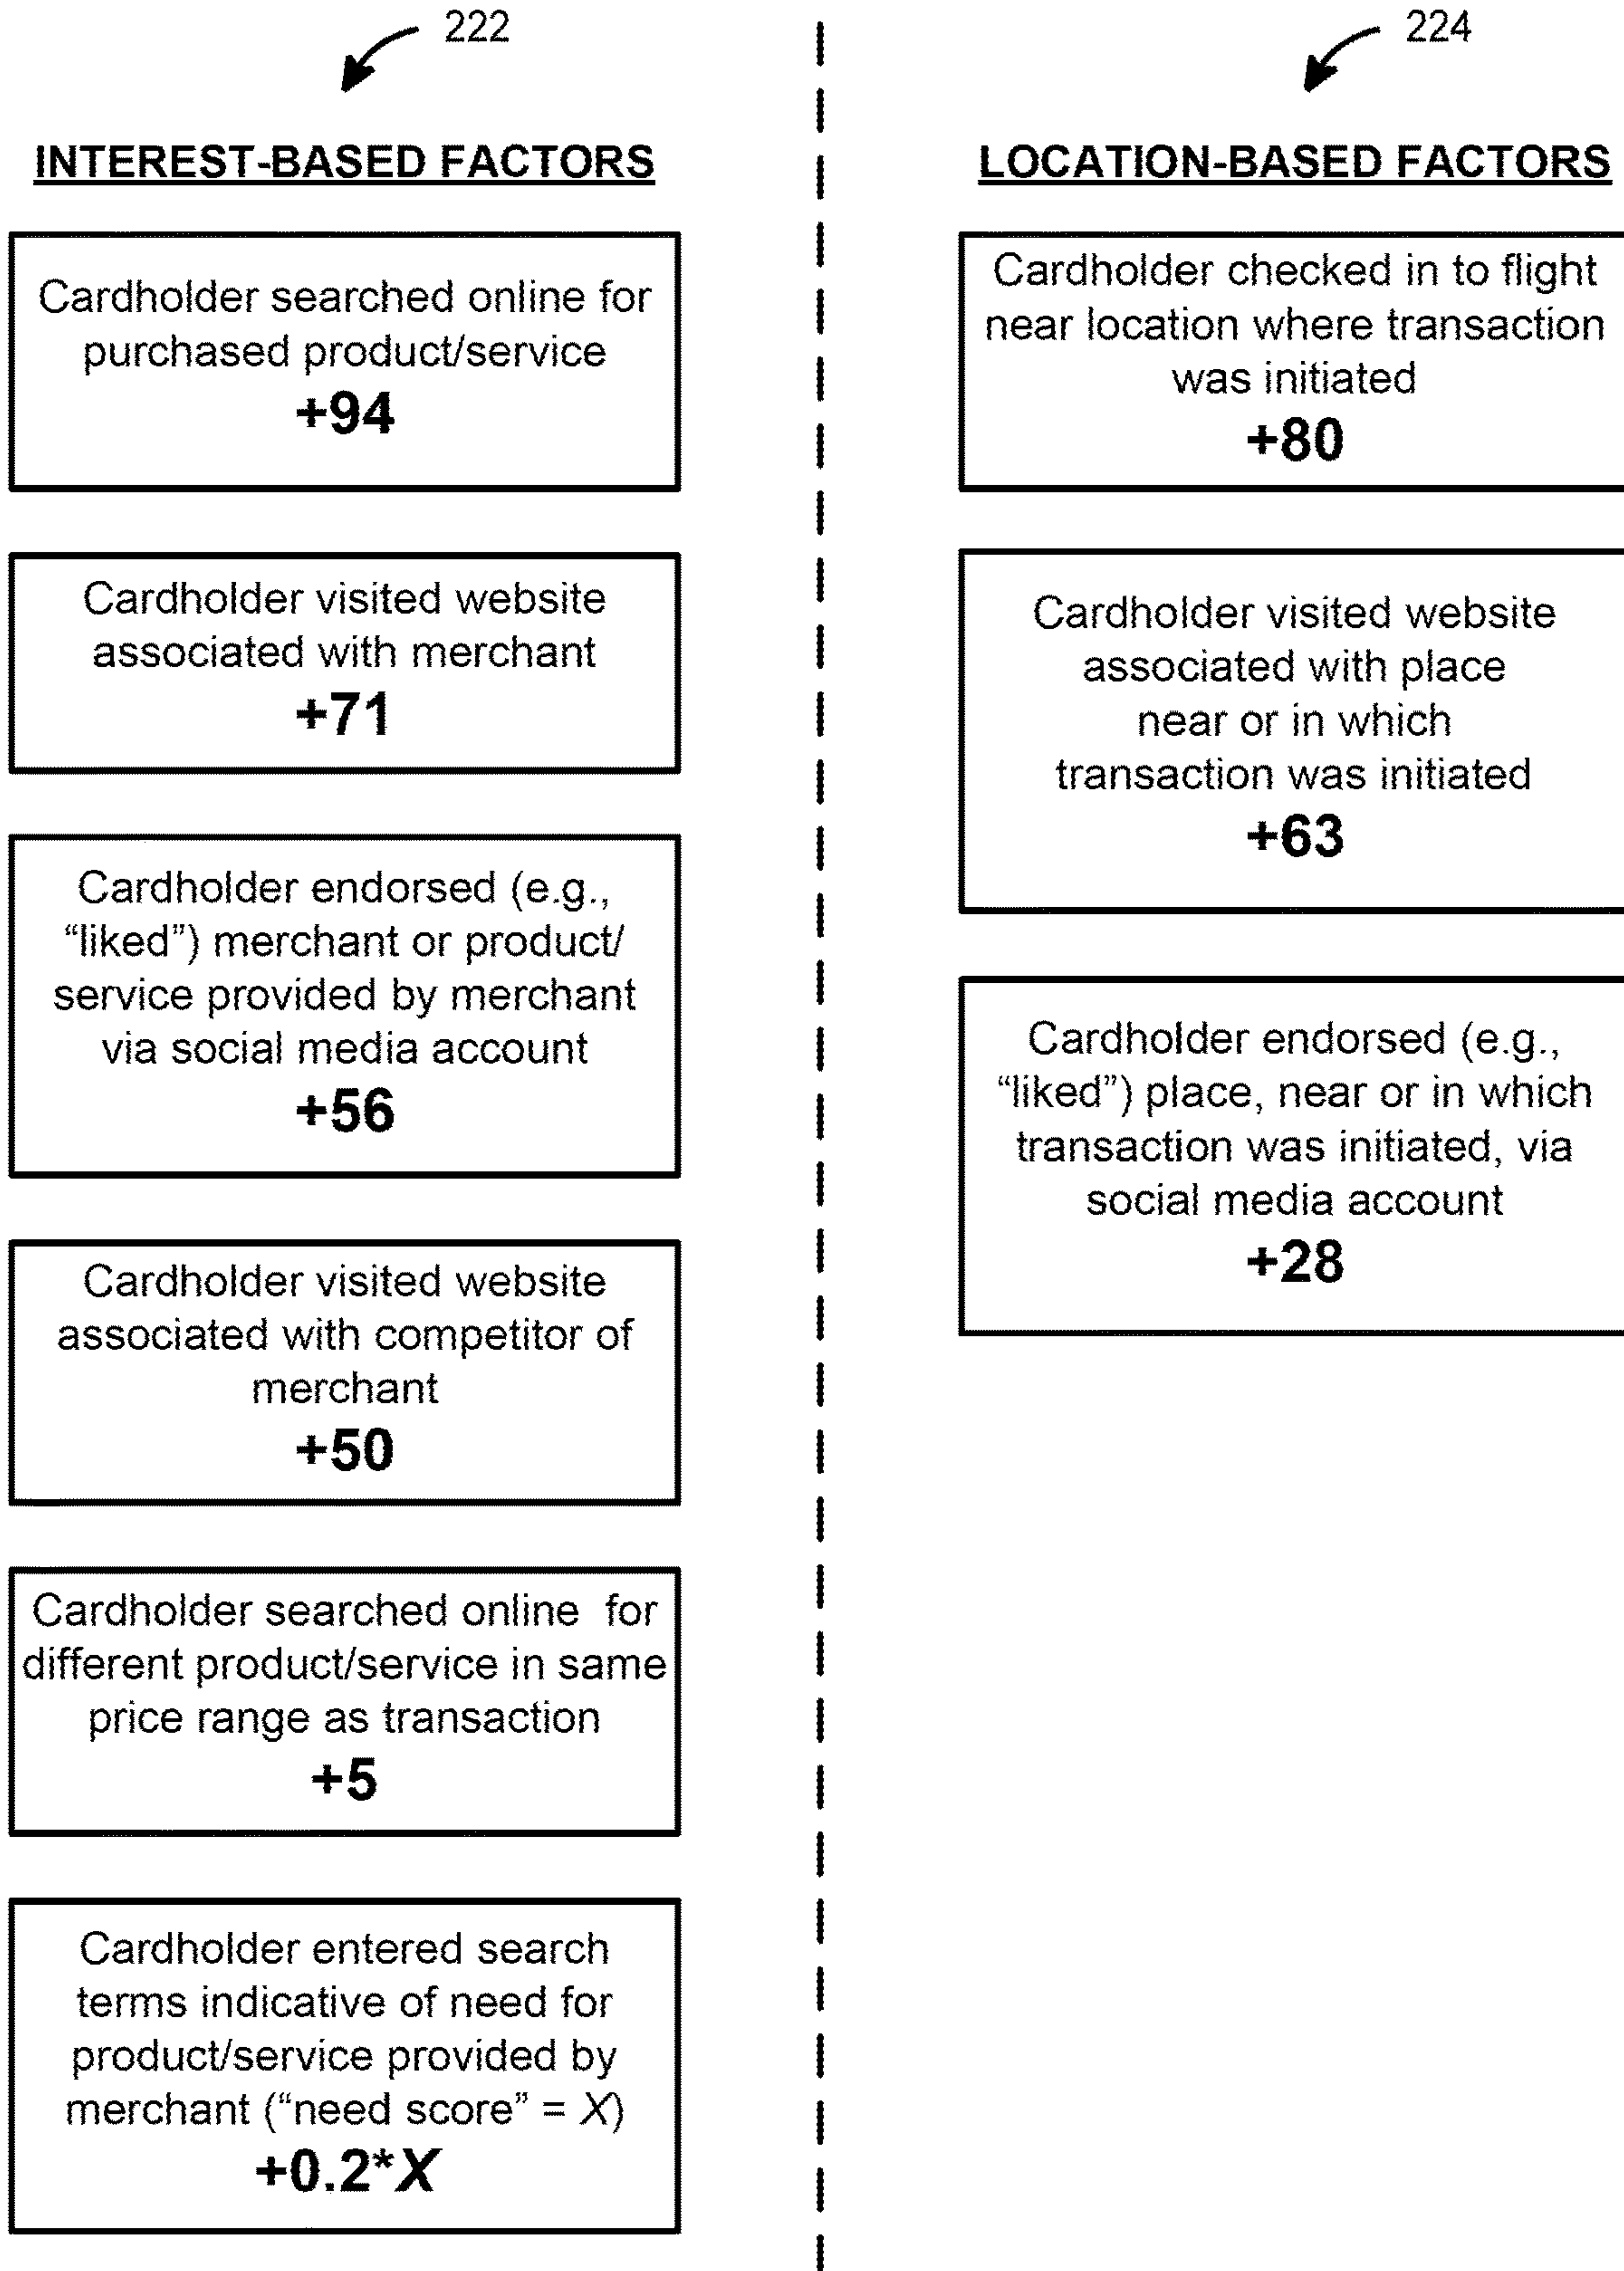 222
INTEREST-BASED FACTORS
Cardholder searched online for
purchased product/service
+94
Cardholder visited website
associated with merchant
+71
Cardholder endorsed (e.g.,
“liked”) merchant or product/
service provided by merchant
via social media account
+56
Cardholder visited website
associated with competitor of
merchant
+50
Cardholder searched online for
different product/service in same
price range as transaction
+5
Cardholder entered search
terms indicative of need for
product/service provided by
merchant (“need score” = X)
+0.2*X
224
LOCATION-BASED FACTORS
Cardholder checked in to flight
near location where transaction
was initiated
+80
Cardholder visited website
associated with place
near or in which
transaction was initiated
+63
Cardholder endorsed (e.g.,
“liked”) place, near or in which
transaction was initiated, via
social media account
+28